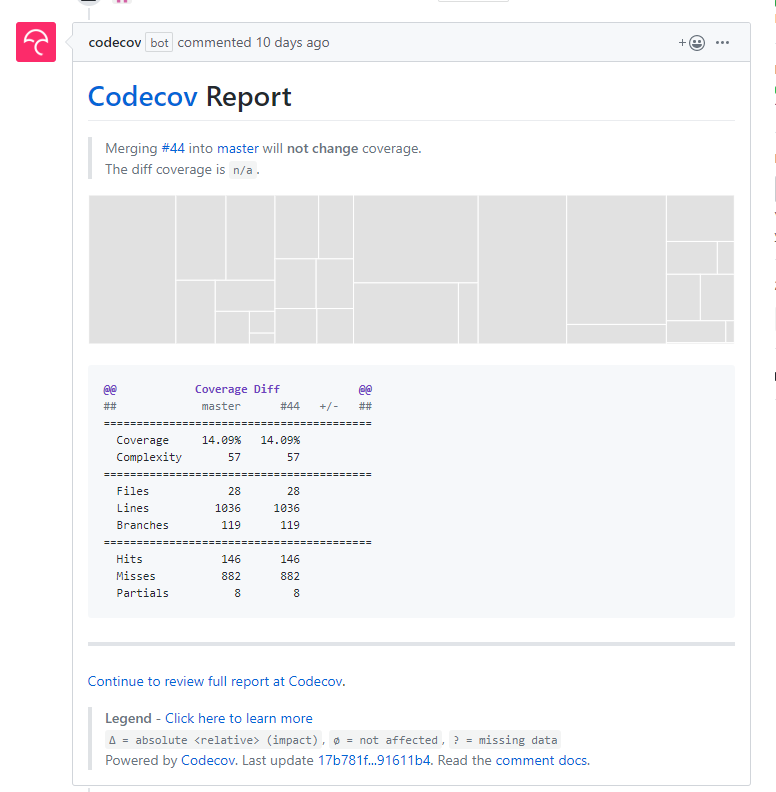 codecov bot commented 10 days ago
Codecov Report
Merging #44 into master will not change coverage.
The diff coverage is n/a.
@@            Coverage Diff            @@
##             master      #44   +/-   ##
=========================================
  Coverage     14.09%   14.09%
  Complexity       57       57
=========================================
  Files            28       28
  Lines          1036     1036
  Branches        119      119
=========================================
  Hits            146      146
  Misses          882      882
  Partials          8        8
Continue to review full report at Codecov.
Legend - Click here to learn more
Δ = absolute <relative> (impact), ø = not affected, ? = missing data
Powered by Codecov. Last update 17b781f...91611b4. Read the comment docs.